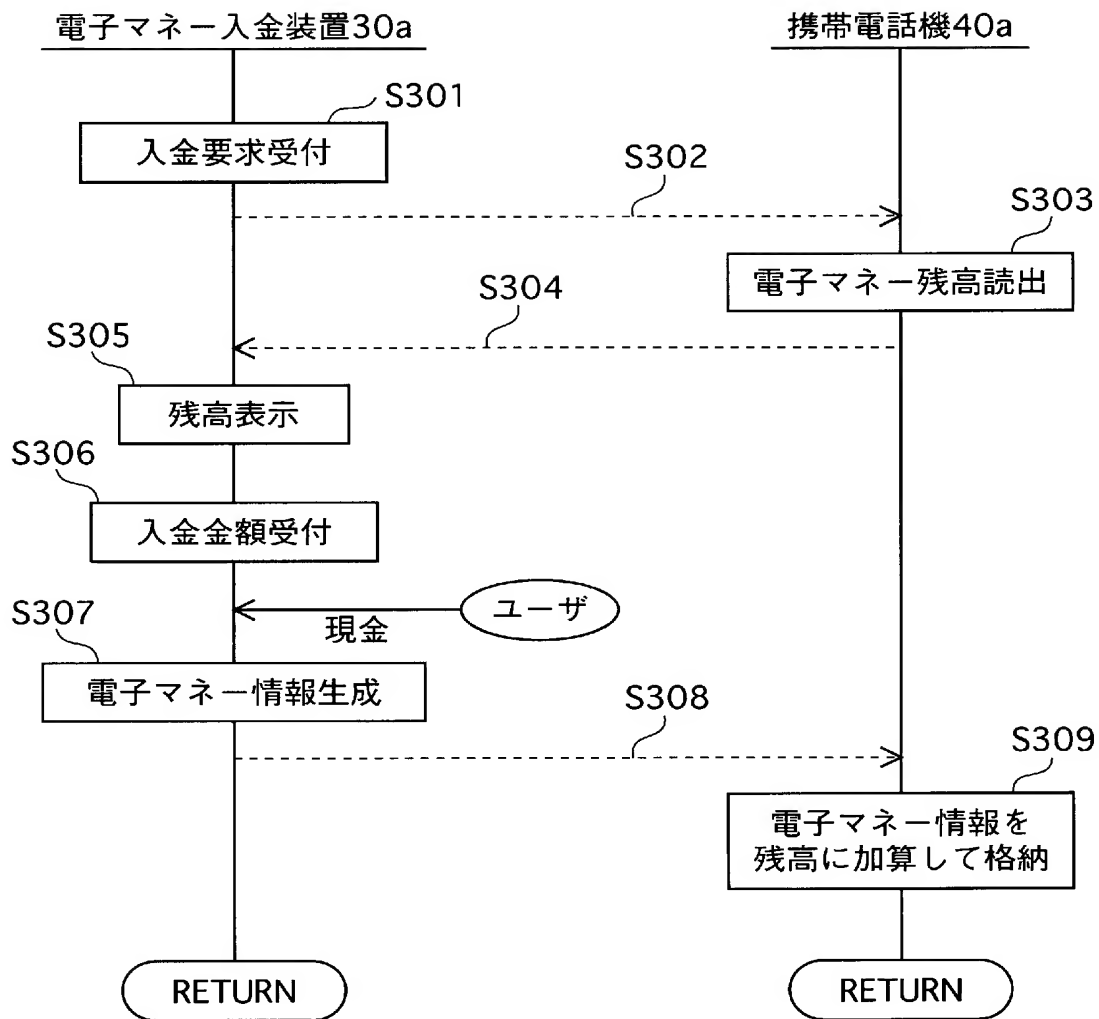 電子マネー入金装置30a
携帯電話機40a
S301
入金要求受付
S302
S303
電子マネー残高読出
S304
S305
残高表示
S306
入金金額受付
ユーザ
現金
S307
電子マネー情報生成
S308
S309
電子マネー情報を
残高に加算して格納
RETURN
RETURN